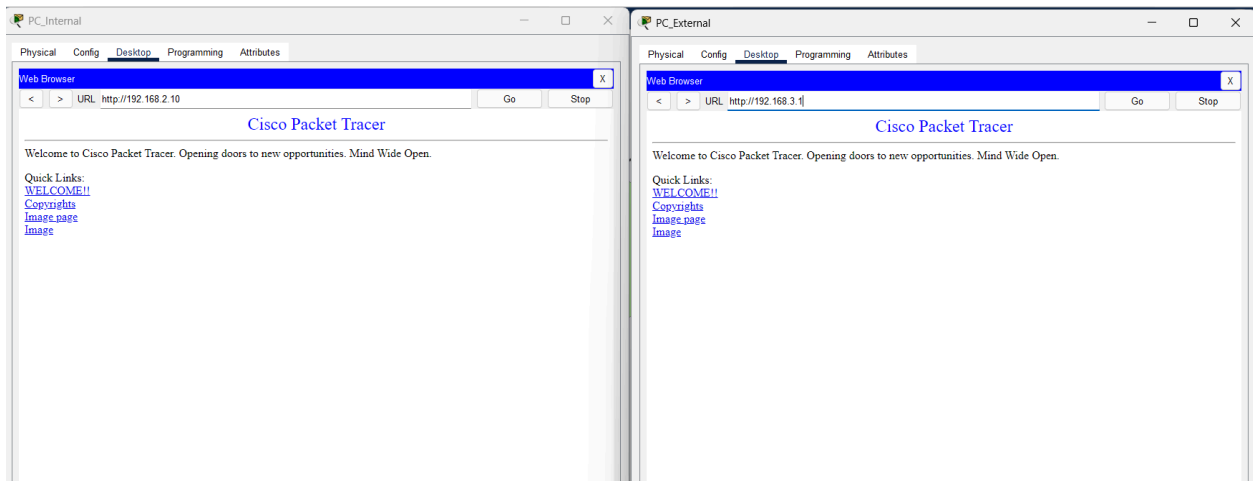 PC_Internal
Physical Config Desktop Programming Attributes
Web Browser
X
< > URL http://192.168.2.10 Go Stop
Cisco Packet Tracer
Welcome to Cisco Packet Tracer. Opening doors to new opportunities. Mind Wide Open.
Quick Links:
WELCOME!!
Copyrights
Image page
Image
PC_External
Physical Config Desktop Programming Attributes
Web Browser
X
< > URL http://192.168.3.1 Go Stop
Cisco Packet Tracer
Welcome to Cisco Packet Tracer. Opening doors to new opportunities. Mind Wide Open.
Quick Links:
WELCOME!!
Copyrights
Image page
Image